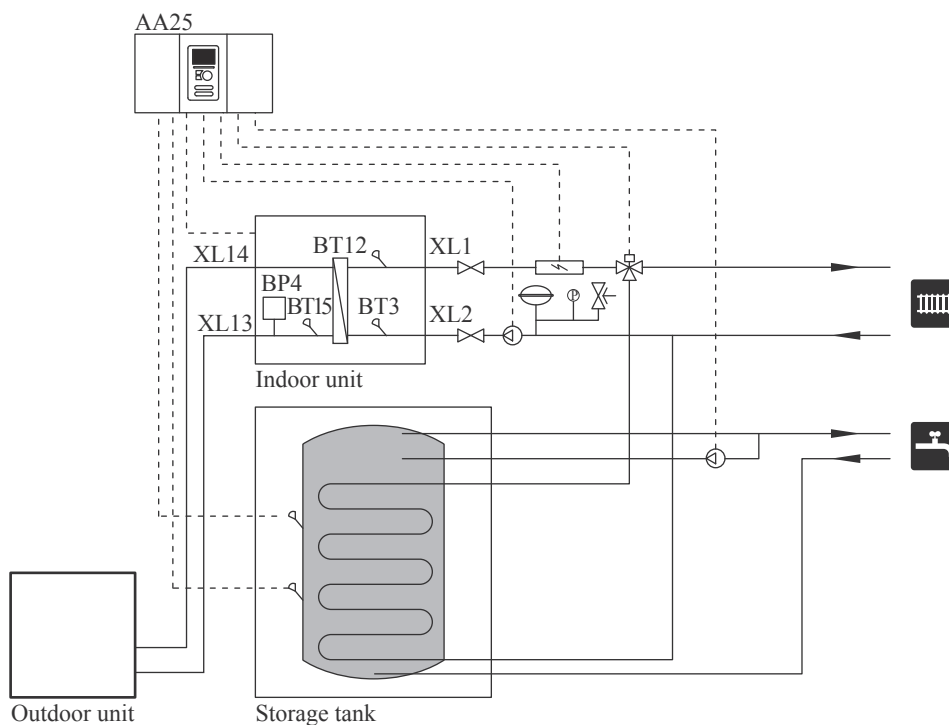 AA25
BT12
XL1
XL14
BP4
BT15
BT3
XL2
XL13
P
Indoor unit
Outdoor unit
Storage tank